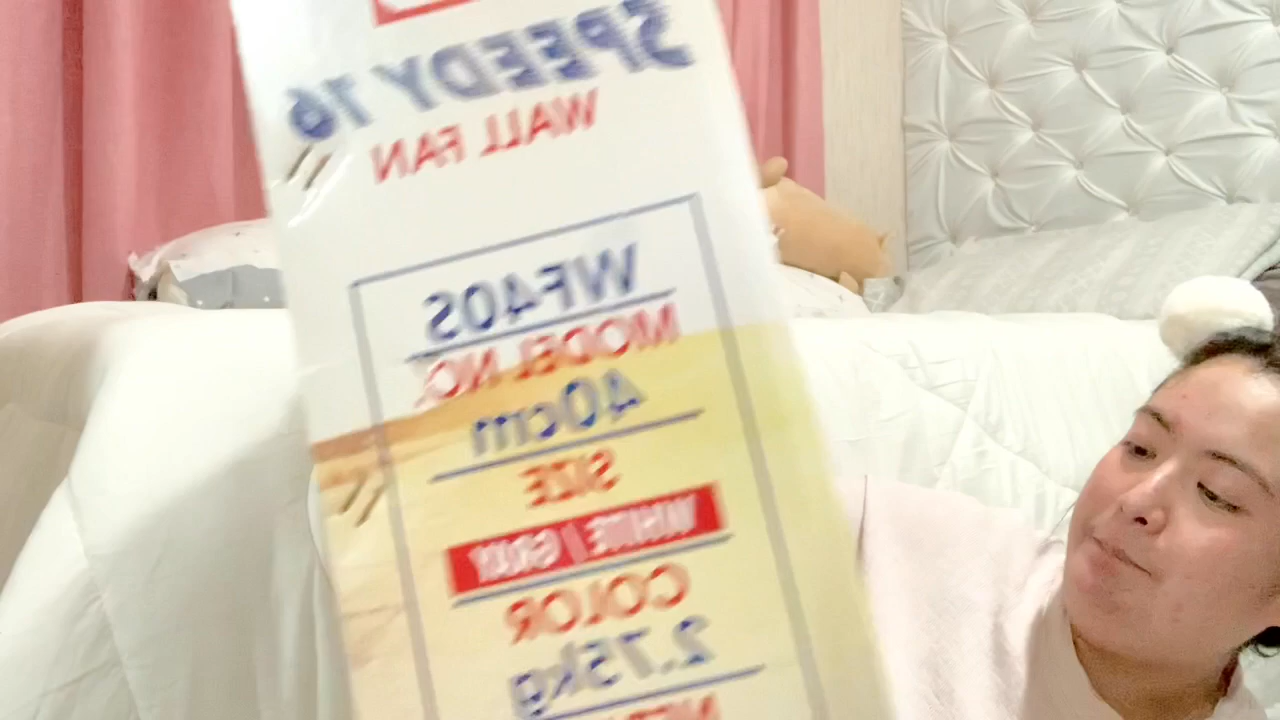 SPEEDY 16
WALL FAN
WF40S
MODEL NO.
40cm
SIZE
WHITE / GRAY
COLOR
2.75kg